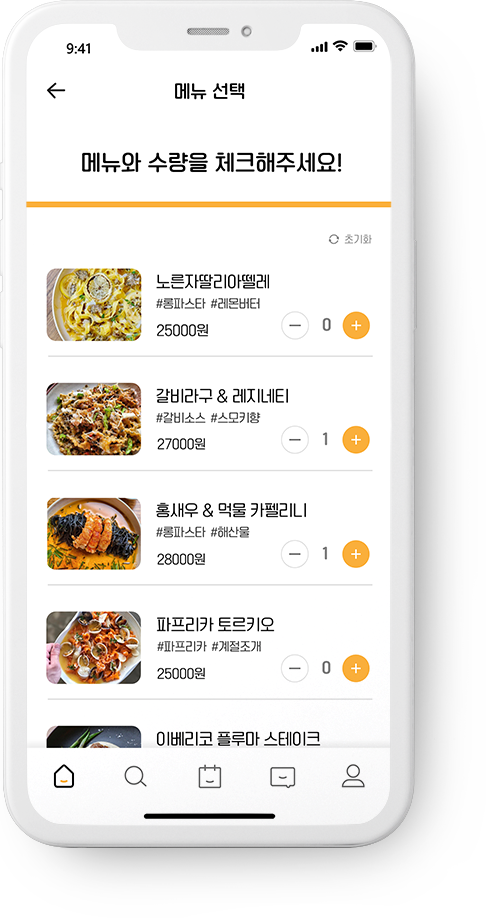 9:41
메뉴 선택
메뉴와 수량을 체크해주세요!
초기화
노른자딸리아뗄레
#롱파스타 #레몬버터
25000원
0
갈비라구 & 레지네티
#갈비소스 #스모키향
27000원
1
홍새우 & 먹물 카펠리니
#롱파스타 #해산물
28000원
1
파프리카 토르키오
#파프리카 #계절조개
25000원
0
이베리코 플루마 스테이크